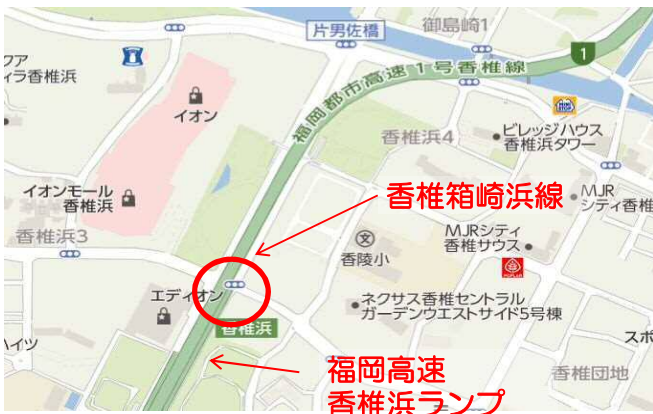 片男佐橋
御島崎1
クア
ィラ香椎浜
1
福岡都市高速1号香椎線
イオン
香椎浜4
ビレッジハウス
香椎浜タワー
イオンモール
香椎浜
香椎箱崎浜線
MJR
シティ香椎
香椎浜3
文
香陵小
MJRシティ
香椎サウス
エディオン
ネクサス香椎セントラル
ガーデンウエストサイド5号棟
香椎浜
ハイツ
スポ
福岡高速
香椎浜ランプ
香椎団地